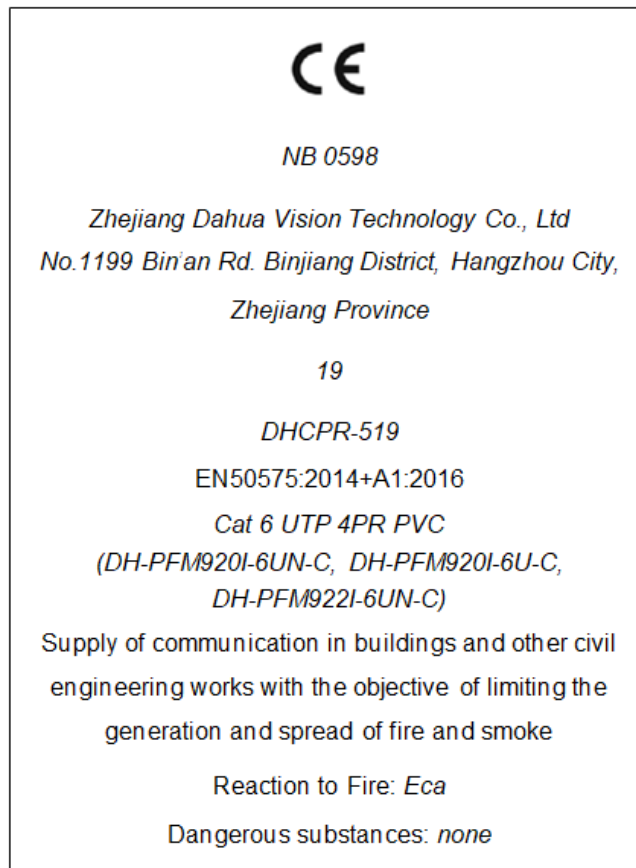 CE
NB 0598
Zhejiang Dahua Vision Technology Co., Ltd
No.1199 Bin'an Rd. Binjiang District, Hangzhou City,
Zhejiang Province
19
DHCPR-519
EN50575:2014+A1:2016
Cat 6 UTP 4PR PVC
(DH-PFM920I-6UN-C, DH-PFM920I-6U-C,
DH-PFM922I-6UN-C)
Supply of communication in buildings and other civil
engineering works with the objective of limiting the
generation and spread of fire and smoke
Reaction to Fire: Eca
Dangerous substances: none